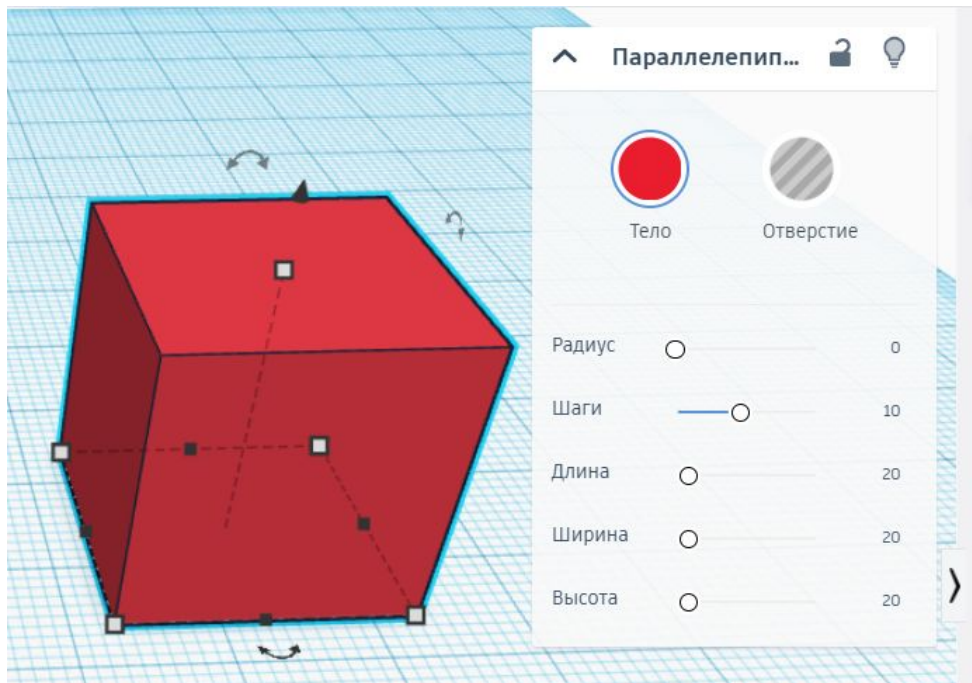 Параллелепип...
Тело Отверстие
Радиус 0
Шаги 10
Длина 20
Ширина 20
Высота 20